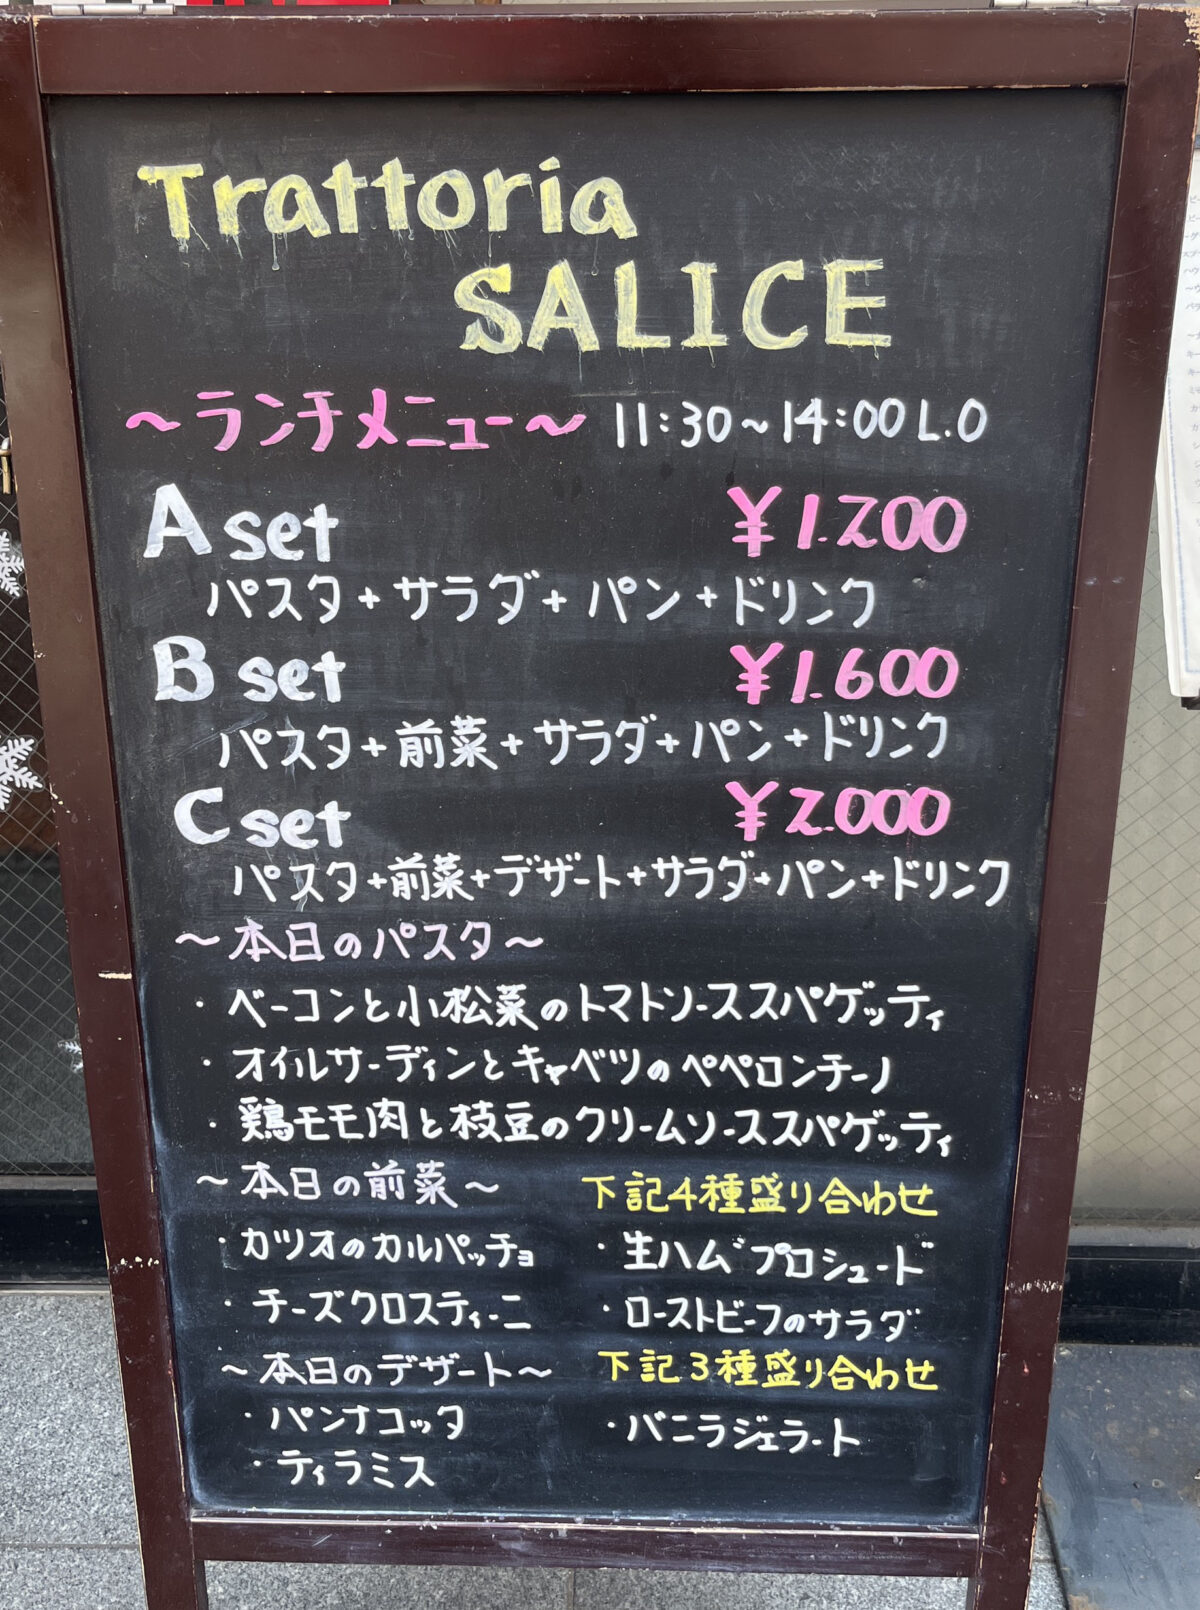 Trattoria
SALICE
～ランチメニュー～ 11:30～14:00 L.O
A set ¥1.200
パスタ+サラダ+パン+ドリンク
B set ¥1.600
パスタ+前菜+サラダ+パン+ドリンク
C set ¥2.000
パスタ+前菜+デザート+サラダ+パン+ドリンク
～本日のパスタ～
・ベーコンと小松菜のトマトソーススパゲッティ
・オイルサーディンとキャベツのペペロンチーノ
・鶏モモ肉と枝豆のクリームソーススパゲッティ
～本日の前菜～ 下記4種盛り合わせ
・カツオのカルパッチョ ・生ハム プロシュード
・チーズクロスティーニ ・ローストビーフのサラダ
～本日のデザート～ 下記3種盛り合わせ
・パンナコッタ ・バニラジェラート
・ティラミス